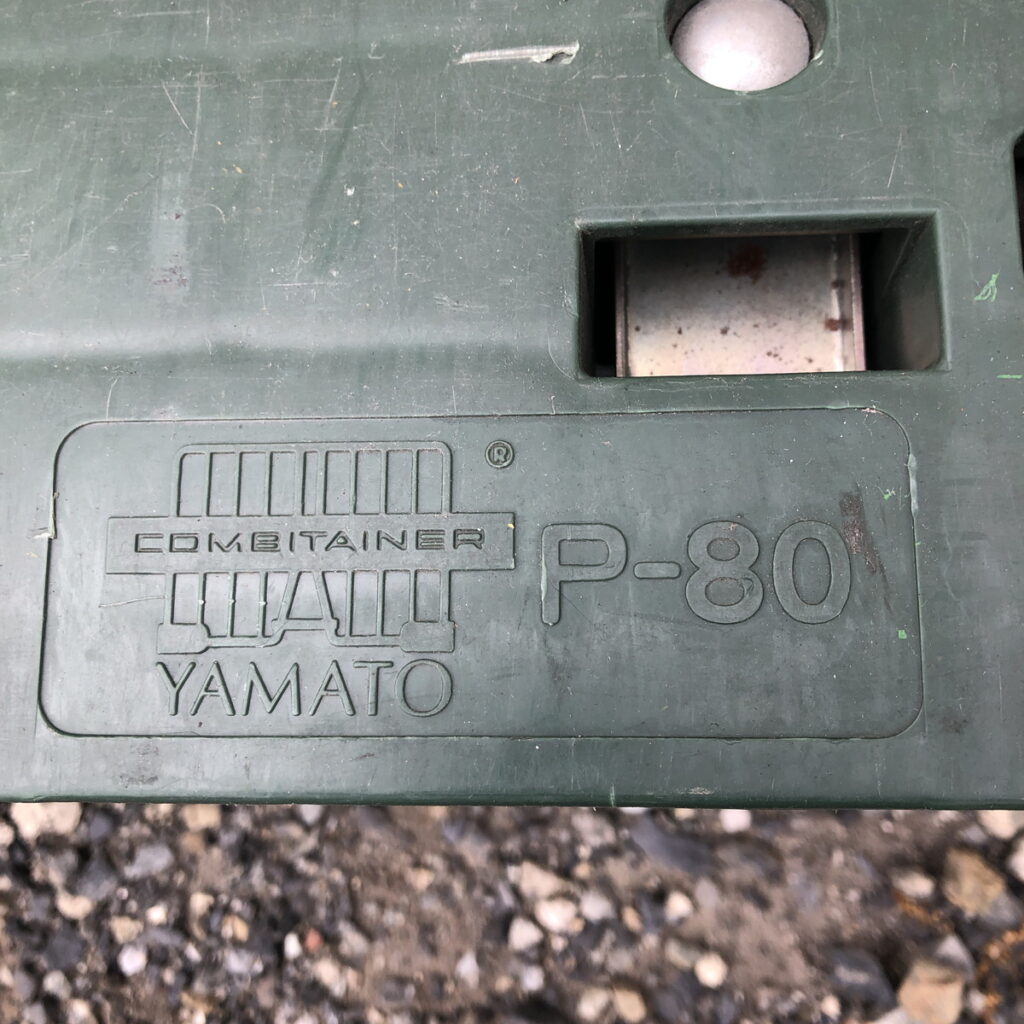 ®
COMBITAINER
P-80
YAMATO